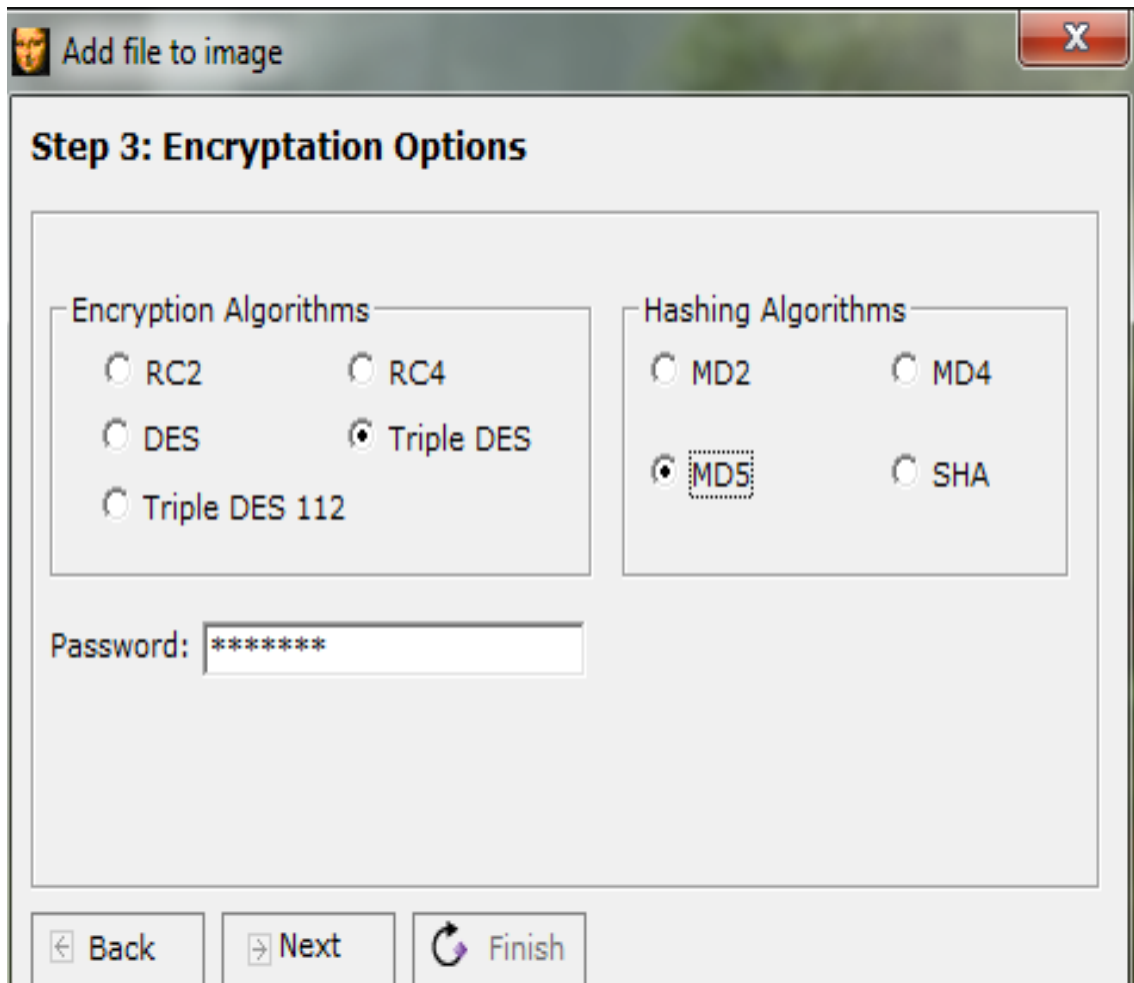 Add file to image
X
Step 3: Encryptation Options
Encryption Algorithms
RC2
RC4
DES
Triple DES
Triple DES 112
Hashing Algorithms
MD2
MD4
MD5
SHA
Password: *******
Back
Next
Finish